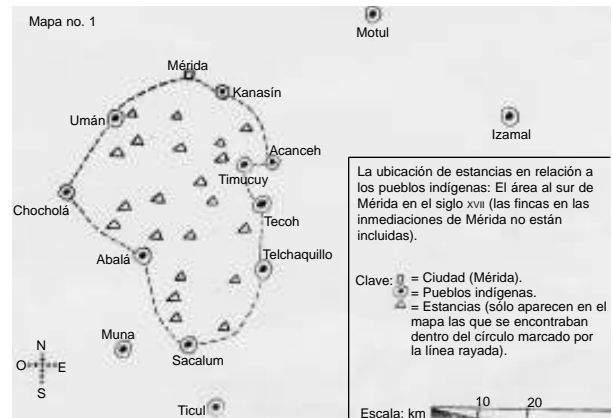 Mapa no. 1
Motul
Mérida
Kanasín
Umán
Izamal
Acanceh
Timucuy
Chocholá
Tecoh
Abalá
Telchaquillo
Muna
Sacalum
Ticul
N
O E
S
La ubicación de estancias en relación a
los pueblos indígenas: El área al sur de
Mérida en el siglo XVII (las fincas en las
inmediaciones de Mérida no están
incluidas).
Clave: = Ciudad (Mérida).
= Pueblos indígenas.
= Estancias (sólo aparecen en el
mapa las que se encontraban
dentro del círculo marcado por
la línea rayada).
10 20
Escala: km